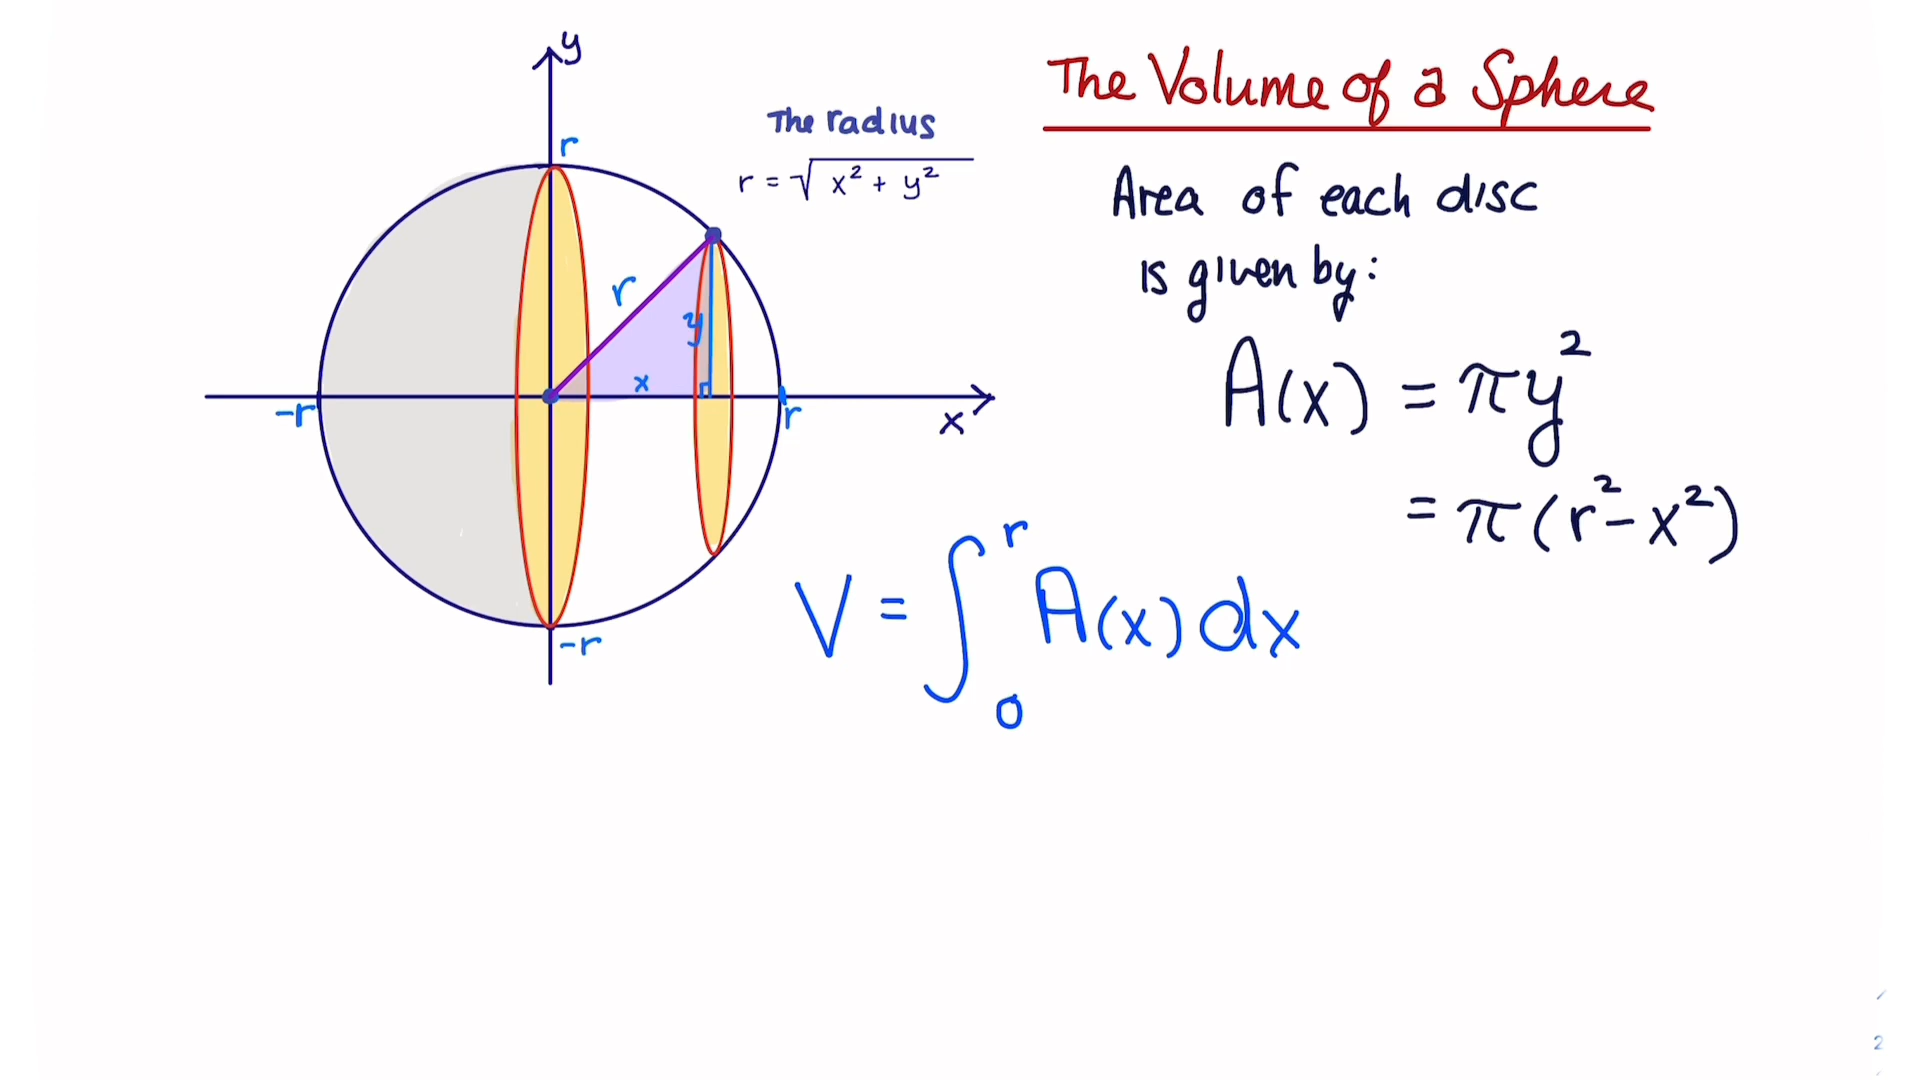 The Volume of a Sphere
y
r
The radius
r = √x² + y²
Area of each disc
is given by:
r
y
x
-r
r
x
A(x) = πy²
= π(r² - x²)
V = ∫₀ʳ A(x) dx
-r
2